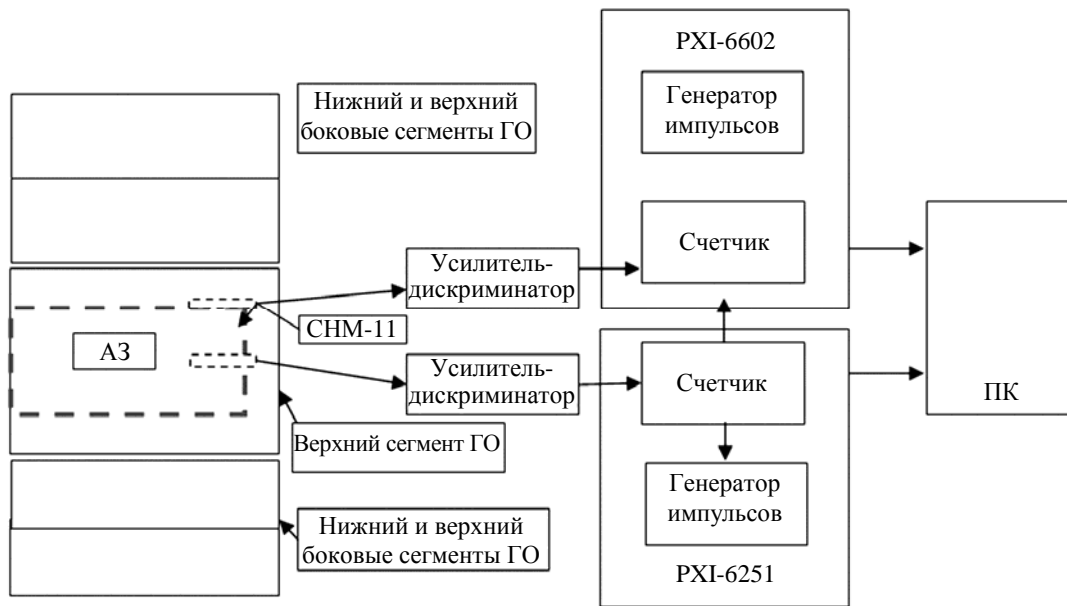 PXI-6602
Генератор
импульсов
Нижний и верхний
боковые сегменты ГО
Счетчик
Усилитель-
дискриминатор
СНМ-11
АЗ
Усилитель-
дискриминатор
Счетчик
ПК
Верхний сегмент ГО
Генератор
импульсов
Нижний и верхний
боковые сегменты ГО
PXI-6251